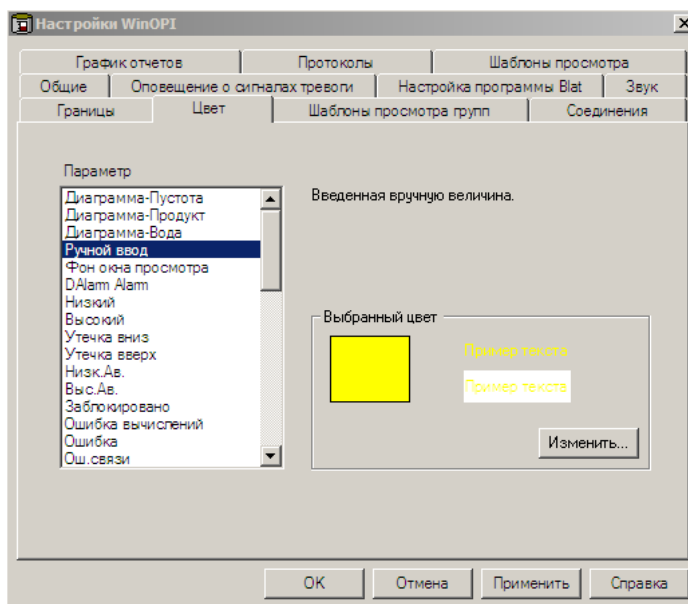 Настройки WinOPI
График отчетов
Протоколы
Шаблоны просмотра
Общие
Оповещение о сигналах тревоги
Настройка программы Blat
Звук
Границы
Цвет
Шаблоны просмотра групп
Соединения
Параметр
Диаграмма-Пустота
Диаграмма-Продукт
Диаграмма-Вода
Ручной ввод
Фон окна просмотра
DAlarm Alarm
Низкий
Высокий
Утечка вниз
Утечка вверх
Низк.Ав.
Выс.Ав.
Заблокировано
Ошибка вычислений
Ошибка
Ош.связи
Введенная вручную величина.
Выбранный цвет
Пример текста
Пример текста
Изменить...
OK
Отмена
Применить
Справка